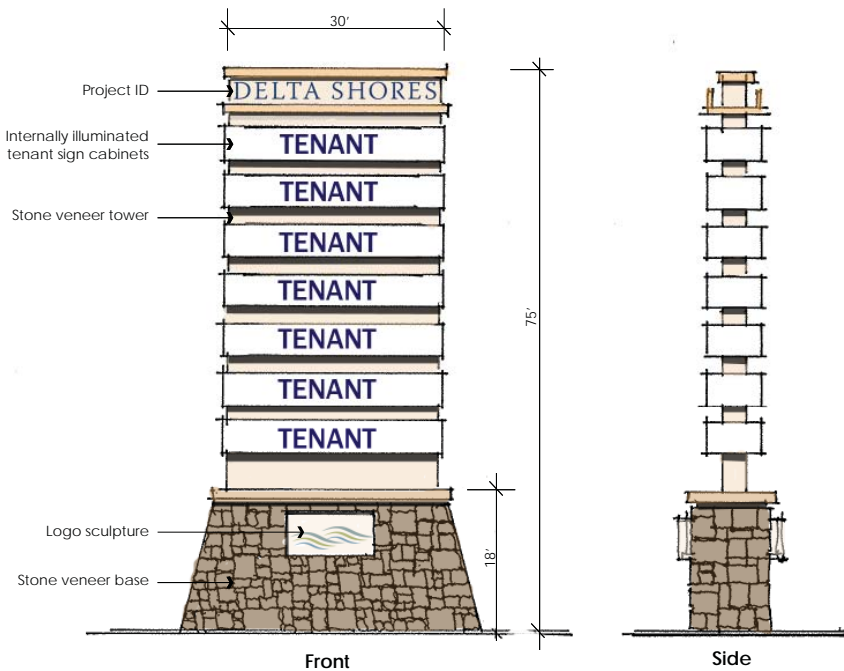 30'
Project ID
DELTA SHORES
Internally illuminated
tenant sign cabinets
TENANT
TENANT
Stone veneer tower
TENANT
TENANT
TENANT
TENANT
TENANT
75'
Logo sculpture
18'
Stone veneer base
Front
Side